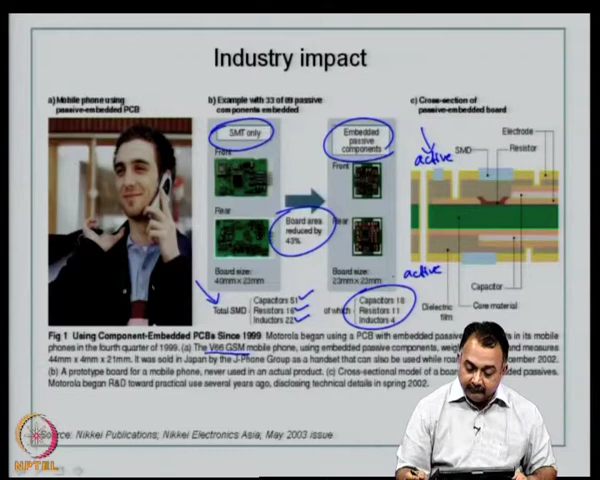 Industry impact
a) Mobile phone using
passive-embedded PCB
b) Example with 33 of 89 passive
components embedded
c) Cross-section of
passive-embedded board
SMT only
Embedded
passive
components
Front
Rear
Board area
reduced by
43%
Board size:
40mm x 23mm
Front
Rear
Board size:
23mm x 23mm
Total SMD
Capacitors 51
Resistors 16
Inductors 22
of which
Capacitors 18
Resistors 11
Inductors 4
active
SMD
Electrode
Resistor
active
Capacitor
Dielectric
film
Core material
Fig 1 Using Component-Embedded PCBs Since 1999 Motorola began using a PCB with embedded passive in its mobile
phones in the fourth quarter of 1999. (a) The V66 GSM mobile phone, using embedded passive components, and measures
44mm x 4mm x 21mm. It was sold in Japan by the J-Phone Group as a handset that can also be used while 2002.
(b) A prototype board for a mobile phone, never used in an actual product. (c) Cross-sectional model of a board passives.
Motorola began R&D toward practical use several years ago, disclosing technical details in spring 2002.
Source: Nikkei Publications; Nikkei Electronics Asia; May 2003 issue
NPTEL